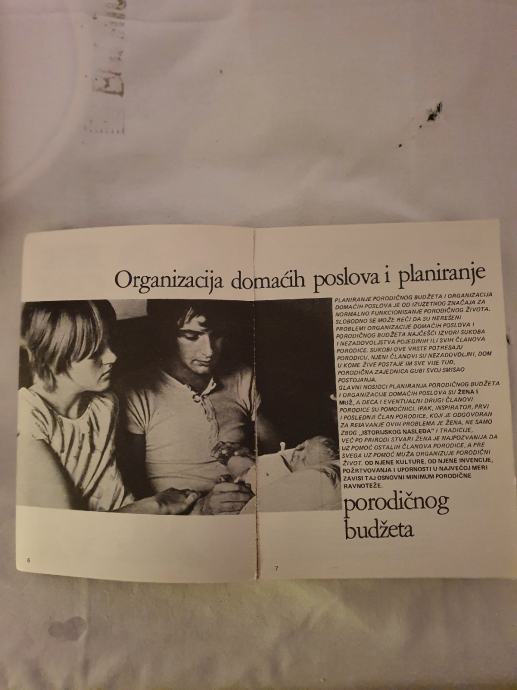 Organizacija domaćih poslova i planiranje
PLANIRANJE PORODIČNOG BUDŽETA I ORGANIZACIJA
DOMAĆIH POSLOVA JE OD IZUZETNOG ZNAČAJA ZA
NORMALNO FUNKCIONISANJE PORODIČNOG ŽIVOTA.
SLOBODNO SE MOŽE REĆI DA SU NEREŠENI
PROBLEMI ORGANIZACIJE DOMAĆIH POSLOVA I
PORODIČNOG BUDŽETA NAJČEŠĆI IZVORI SUKOBA
I NEZADOVOLJSTVA POJEDINIH ILI SVIH ČLANOVA
PORODICE. SUKOBI OVE VRSTE POTRESAJU
PORODICU, NJENI ČLANOVI SU NEZADOVOLJNI, DOM
U KOME ŽIVE POSTAJE IM SVE VIŠE TUĐ,
PORODIČNA ZAJEDNICA GUBI SVOJ SMISAO
POSTOJANJA.
GLAVNI NOSIOCI PLANIRANJA PORODIČNOG BUDŽETA
I ORGANIZACIJE DOMAĆIH POSLOVA SU ŽENA I
MUŽ, A DECA I EVENTUALNI DRUGI ČLANOVI
PORODICE SU POMOĆNICI. IPAK, INSPIRATOR, PRVI
I POSLEDNJI ČLAN PORODICE, KOJI JE ODGOVORAN
ZA REŠAVANJE OVIH PROBLEMA JE ŽENA, NE SAMO
ZBOG „ISTORIJSKOG NASLEĐA" I TRADICIJE,
VEĆ PO PRIRODI STVARI ŽENA JE NAJPOZVANIJA DA
UZ POMOĆ OSTALIH ČLANOVA PORODICE, A PRE
SVEGA UZ POMOĆ MUŽA ORGANIZUJE PORODIČNI
ŽIVOT. OD NJENE KULTURE, OD NJENE INVENCIJE,
POŽRTVOVANJA I UPORNOSTI U NAJVEĆOJ MERI
ZAVISI TAJ OSNOVNI MINIMUM PORODIČNE
RAVNOTEŽE.
porodičnog
budžeta
6
7